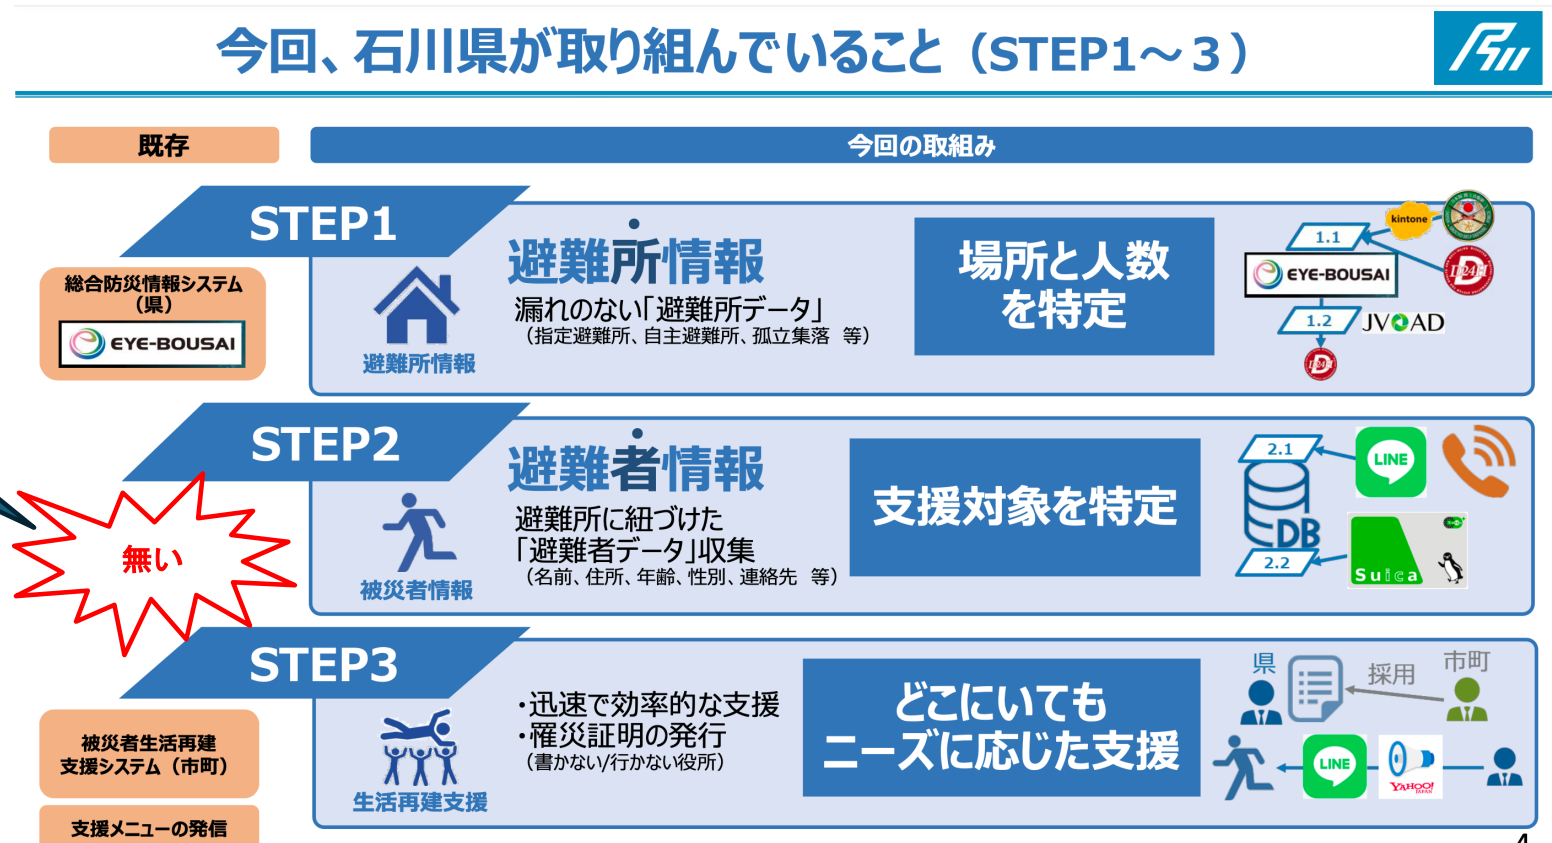 今回、石川県が取り組んでいること（STEP1～３）
既存
今回の取組み
STEP1
総合防災情報システム
（県）
EYE-BOUSAI
避難所情報
避難所情報
漏れのない「避難所データ」
（指定避難所、自主避難所、孤立集落　等）
場所と人数
を特定
kintone
1.1
D24H
EYE-BOUSAI
1.2
JVOAD
STEP2
無い
被災者情報
避難者情報
避難所に紐づけた
「避難者データ」収集
（名前、住所、年齢、性別、連絡先　等）
支援対象を特定
2.1
LINE
DB
2.2
Suica
STEP3
被災者生活再建
支援システム（市町）
支援メニューの発信
生活再建支援
・迅速で効率的な支援
・罹災証明の発行
（書かない/行かない役所）
どこにいても
ニーズに応じた支援
県
採用
市町
LINE
YAHOO!
JAPAN
4